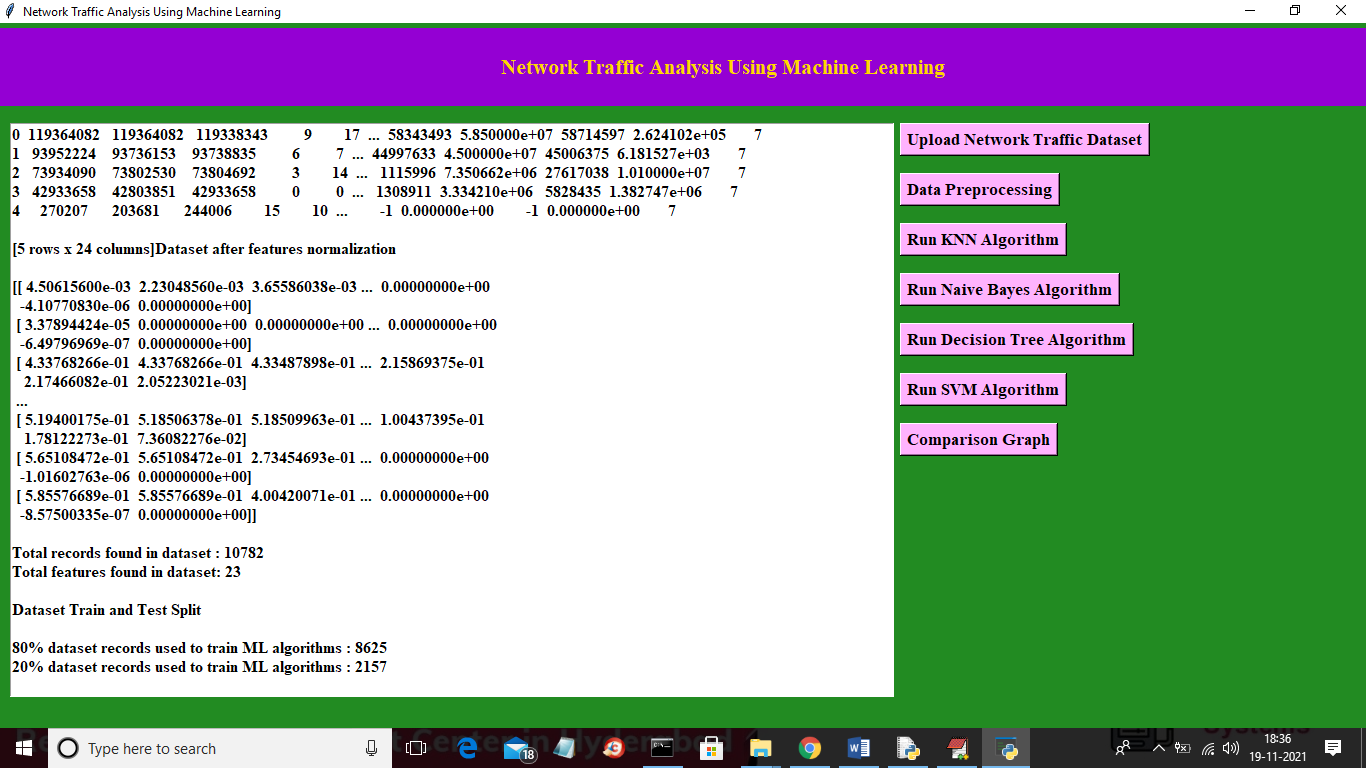 Network Traffic Analysis Using Machine Learning
Network Traffic Analysis Using Machine Learning
0 119364082 119364082 119338343 9 17 ... 58343493 5.850000e+07 58714597 2.624102e+05 7
1 93952224 93736153 93738835 6 7 ... 44997633 4.500000e+07 45006375 6.181527e+03 7
2 73934090 73802530 73804692 3 14 ... 1115996 7.350662e+06 27617038 1.010000e+07 7
3 42933658 42803851 42933658 0 0 ... 1308911 3.334210e+06 5828435 1.382747e+06 7
4 270207 203681 244006 15 10 ... -1 0.000000e+00 -1 0.000000e+00 7
[5 rows x 24 columns]Dataset after features normalization
[[ 4.50615600e-03 2.23048560e-03 3.65586038e-03 ... 0.00000000e+00
-4.10770830e-06 0.00000000e+00]
[ 3.37894424e-05 0.00000000e+00 0.00000000e+00 ... 0.00000000e+00
-6.49796969e-07 0.00000000e+00]
[ 4.33768266e-01 4.33768266e-01 4.33487898e-01 ... 2.15869375e-01
2.17466082e-01 2.05223021e-03]
...
[ 5.19400175e-01 5.18506378e-01 5.18509963e-01 ... 1.00437395e-01
1.78122273e-01 7.36082276e-02]
[ 5.65108472e-01 5.65108472e-01 2.73454693e-01 ... 0.00000000e+00
-1.01602763e-06 0.00000000e+00]
[ 5.85576689e-01 5.85576689e-01 4.00420071e-01 ... 0.00000000e+00
-8.57500335e-07 0.00000000e+00]]
Total records found in dataset : 10782
Total features found in dataset: 23
Dataset Train and Test Split
80% dataset records used to train ML algorithms : 8625
20% dataset records used to train ML algorithms : 2157
Upload Network Traffic Dataset
Data Preprocessing
Run KNN Algorithm
Run Naive Bayes Algorithm
Run Decision Tree Algorithm
Run SVM Algorithm
Comparison Graph
Type here to search
18
18:36
19-11-2021